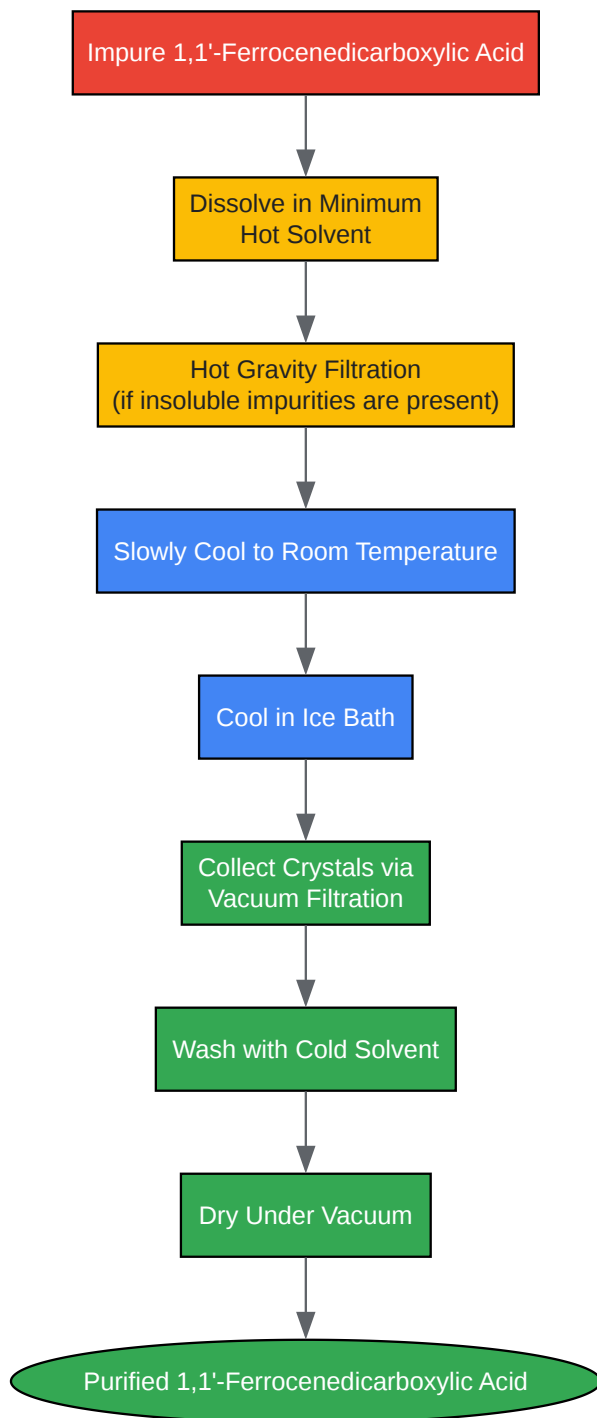 Impure 1,1'-Ferrocenedicarboxylic Acid
Dissolve in Minimum
Hot Solvent
Hot Gravity Filtration
(if insoluble impurities are present)
Slowly Cool to Room Temperature
Cool in Ice Bath
Collect Crystals via
Vacuum Filtration
Wash with Cold Solvent
Dry Under Vacuum
Purified 1,1'-Ferrocenedicarboxylic Acid